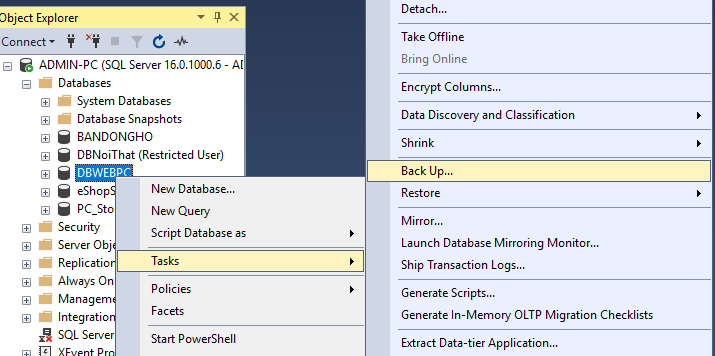 Object Explorer
Connect
ADMIN-PC (SQL Server 16.0.1000.6 - AD
Databases
System Databases
Database Snapshots
BANDONGHO
DBNoiThat (Restricted User)
DBWEBPC
eShopS
PC_Sto
Security
Server Obje
Replication
Always On
Manageme
Integration
SQL Server
XEvent Pro
New Database...
New Query
Script Database as
Tasks
Policies
Facets
Start PowerShell
Detach...
Take Offline
Bring Online
Encrypt Columns...
Data Discovery and Classification
Shrink
Back Up...
Restore
Mirror...
Launch Database Mirroring Monitor...
Ship Transaction Logs...
Generate Scripts...
Generate In-Memory OLTP Migration Checklists
Extract Data-tier Application...